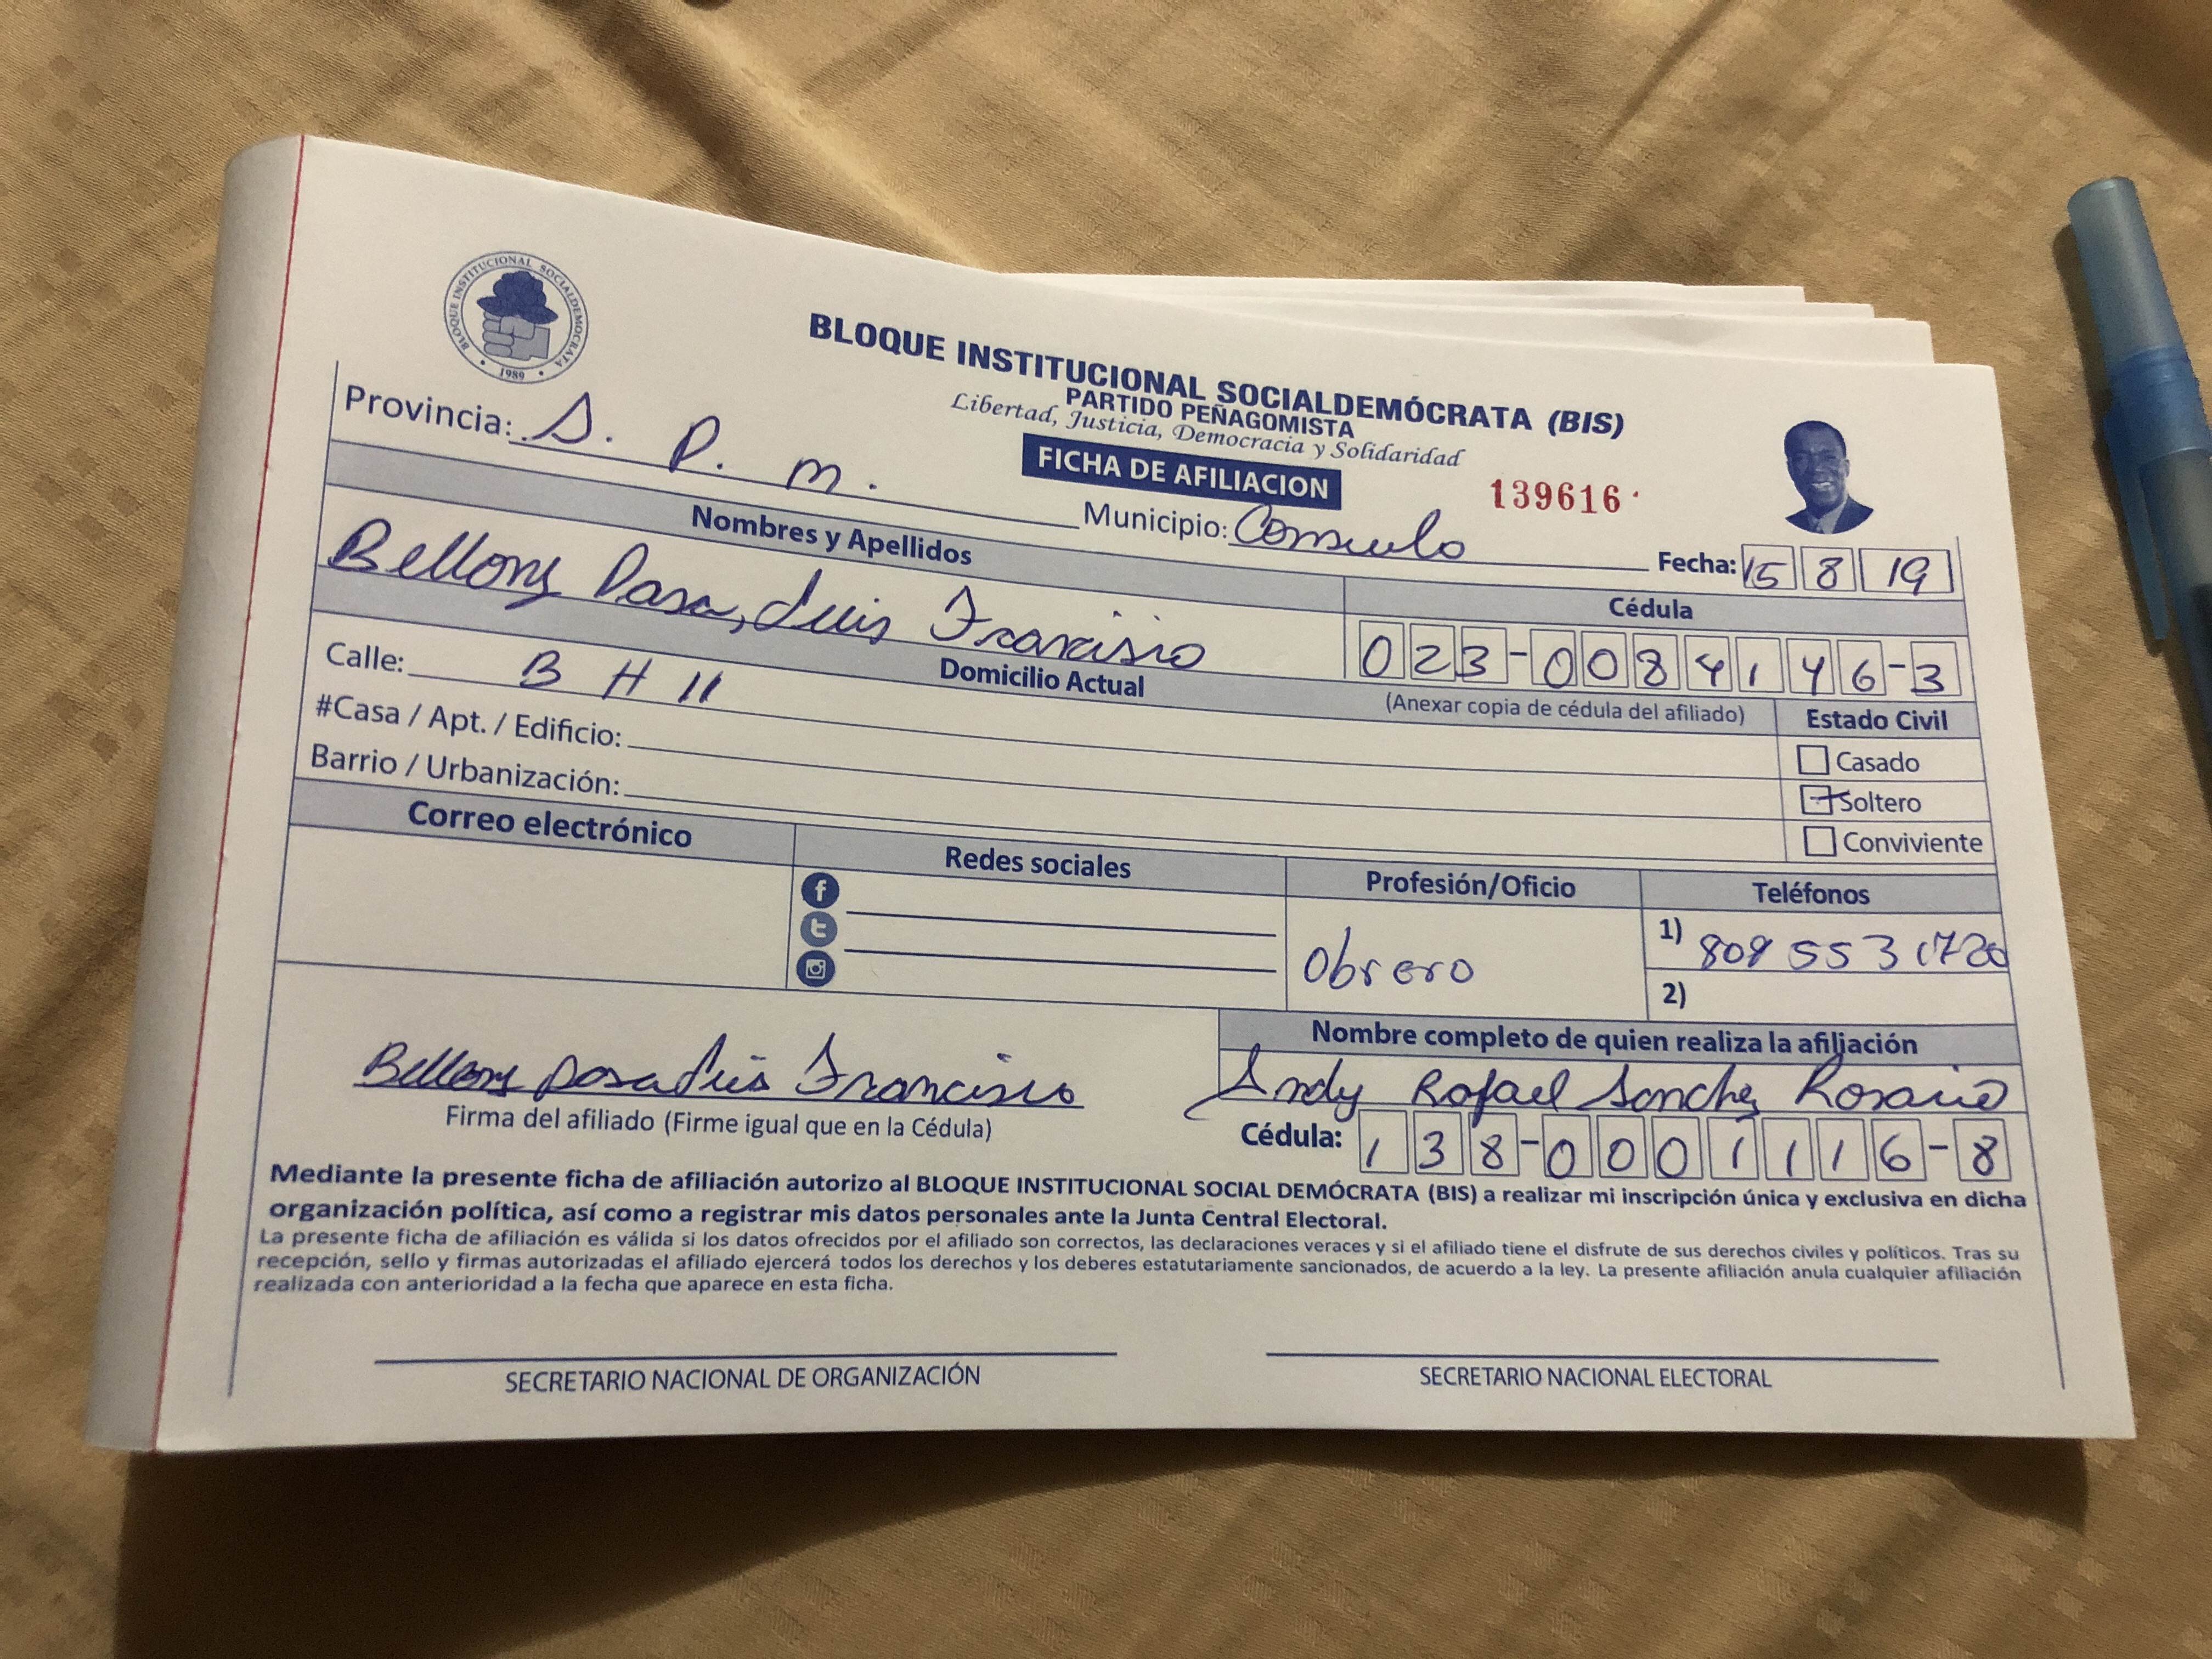 BLOQUE INSTITUCIONAL SOCIALDEMOCRATA
1989
BLOQUE INSTITUCIONAL SOCIALDEMÓCRATA (BIS)
PARTIDO PEÑAGOMISTA
Libertad, Justicia, Democracia y Solidaridad
FICHA DE AFILIACION
139616
Provincia: S. P. m.
Municipio: Consuelo
Fecha: 15 8 19
Nombres y Apellidos
Cédula
Bellony Dasa, Luis Francisco
023-0084146-3
Domicilio Actual
(Anexar copia de cédula del afiliado)
Estado Civil
Calle: B H 11
#Casa / Apt. / Edificio:
Barrio / Urbanización:
Casado
Soltero
Conviviente
Correo electrónico
Redes sociales
Profesión/Oficio
Teléfonos
Obrero
1) 809 553 1720
2)
Bellony Dasa Luis Francisco
Firma del afiliado (Firme igual que en la Cédula)
Nombre completo de quien realiza la afiliación
Andy Rafael Sanchez Rosario
Cédula: 138-0001116-8
Mediante la presente ficha de afiliación autorizo al BLOQUE INSTITUCIONAL SOCIAL DEMÓCRATA (BIS) a realizar mi inscripción única y exclusiva en dicha
organización política, así como a registrar mis datos personales ante la Junta Central Electoral.
La presente ficha de afiliación es válida si los datos ofrecidos por el afiliado son correctos, las declaraciones veraces y si el afiliado tiene el disfrute de sus derechos civiles y políticos. Tras su
recepción, sello y firmas autorizadas el afiliado ejercerá todos los derechos y los deberes estatutariamente sancionados, de acuerdo a la ley. La presente afiliación anula cualquier afiliación
realizada con anterioridad a la fecha que aparece en esta ficha.
SECRETARIO NACIONAL DE ORGANIZACIÓN
SECRETARIO NACIONAL ELECTORAL